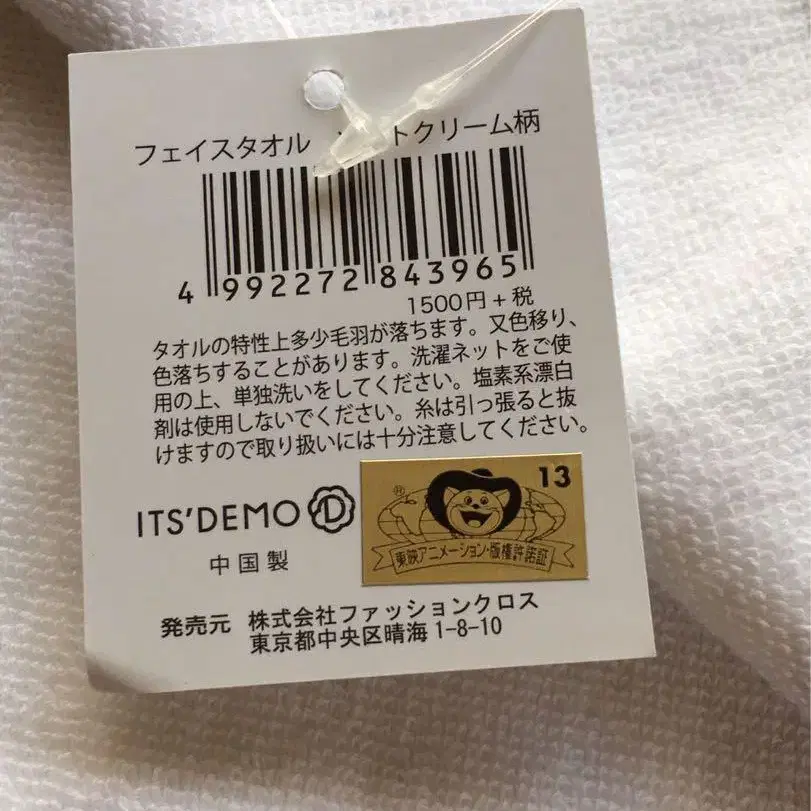 フェイスタオル トクリーム柄
4 992272 843965
1500円+税
タオルの特性上多少毛羽が落ちます。又色移り、
色落ちすることがあります。洗濯ネットをご使
用の上、単独洗いをしてください。塩素系漂白
剤は使用しないでください。糸は引っ張ると抜
けますので取り扱いには十分注意してください。
13
®
東映アニメーション・版権許諾証
ITS'DEMO D
中国製
発売元 株式会社ファッションクロス
東京都中央区晴海1-8-10